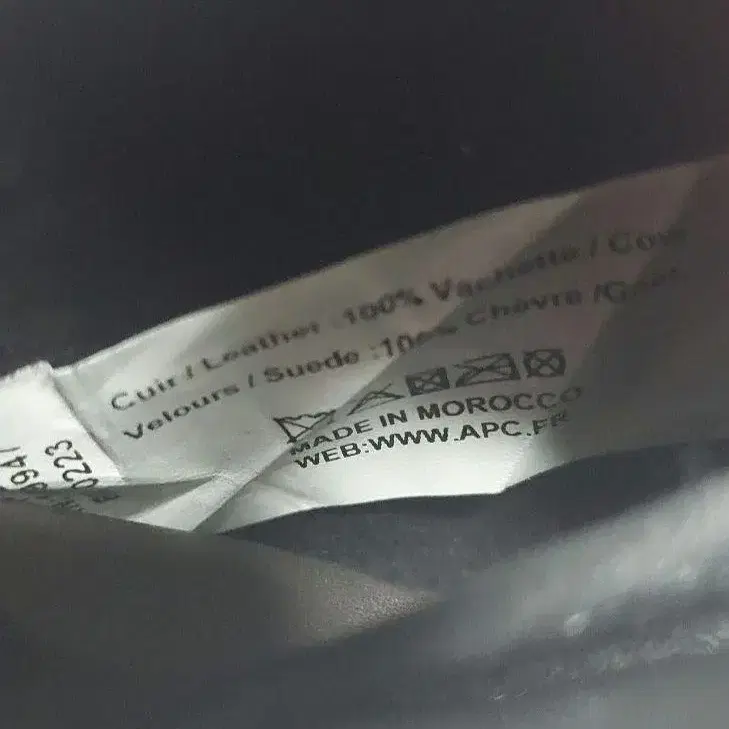 Cuir / Leather :100% Vachette / Cow
Velours / Suede :100% Chèvre /Goat
MADE IN MOROCCO
WEB:WWW.APC.FR
0223